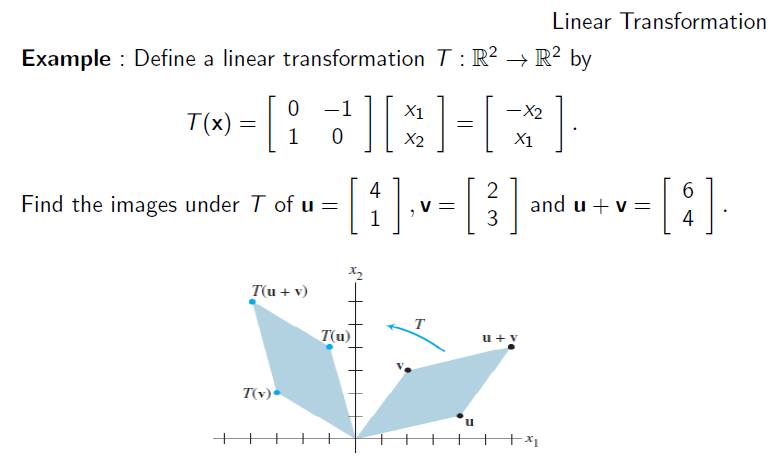 Linear Transformation
Example : Define a linear transformation T : ℝ² → ℝ² by
T(x) = [ 0 −1 ; 1 0 ] [ x₁ ; x₂ ] = [ −x₂ ; x₁ ] .
Find the images under T of u = [ 4 ; 1 ] , v = [ 2 ; 3 ] and u + v = [ 6 ; 4 ] .
x₂
T(u + v)
T
T(u)
u + v
v
T(v)
u
x₁